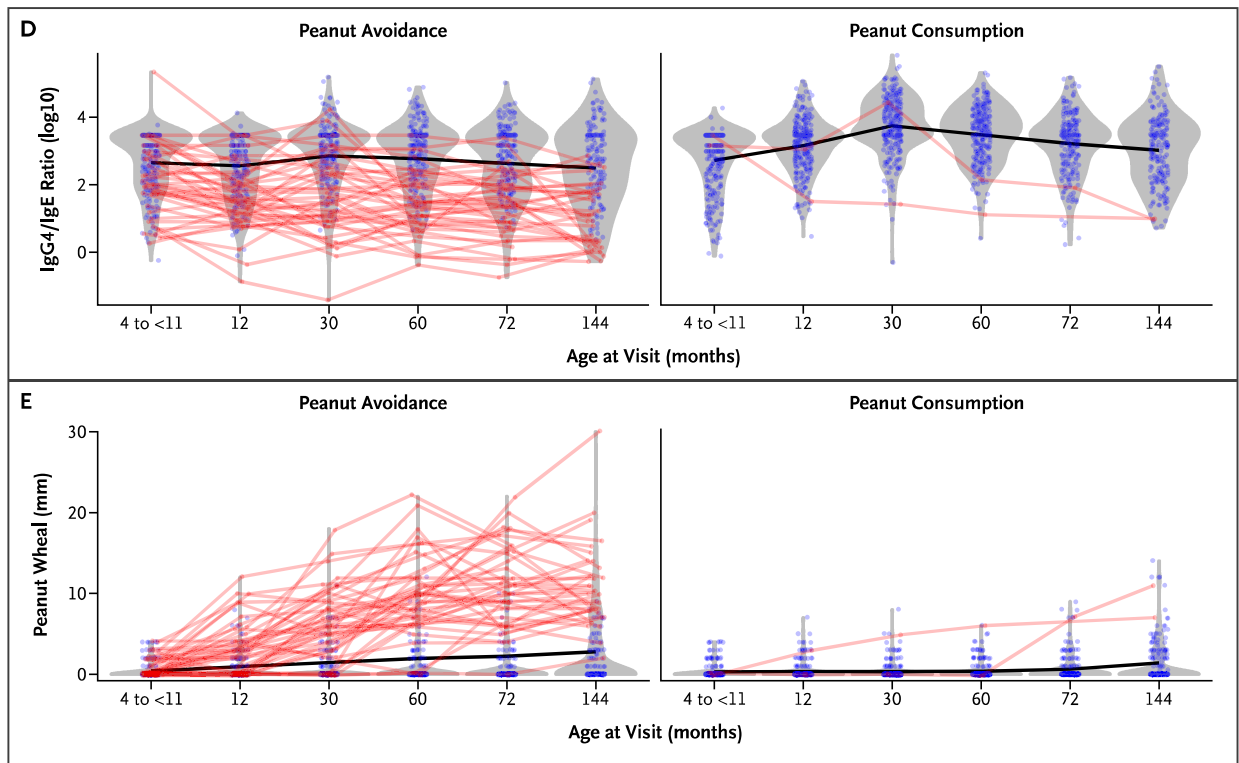 D
Peanut Avoidance
Peanut Consumption
IgG4/IgE Ratio (log10)
4
2
0
4 to <11 12 30 60 72 144
4 to <11 12 30 60 72 144
Age at Visit (months)
E
Peanut Avoidance
Peanut Consumption
Peanut Wheal (mm)
30
20
10
0
4 to <11 12 30 60 72 144
4 to <11 12 30 60 72 144
Age at Visit (months)